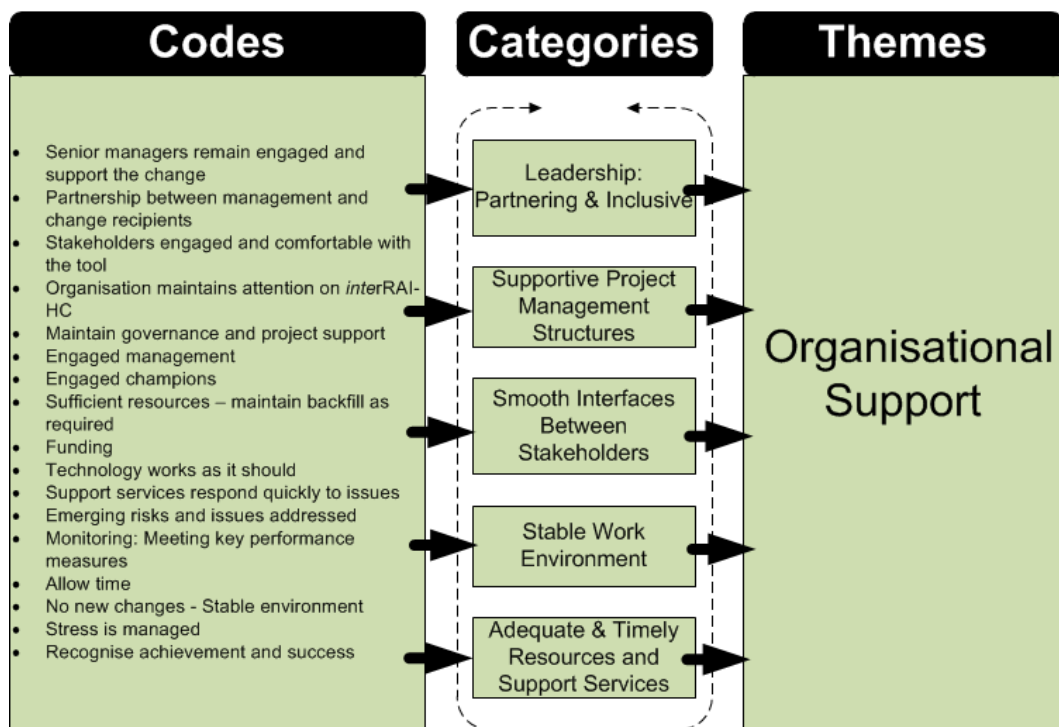 Codes
Categories
Themes
• Senior managers remain engaged and
support the change
• Partnership between management and
change recipients
• Stakeholders engaged and comfortable with
the tool
• Organisation maintains attention on interRAI-
HC
• Maintain governance and project support
• Engaged management
• Engaged champions
• Sufficient resources – maintain backfill as
required
• Funding
• Technology works as it should
• Support services respond quickly to issues
• Emerging risks and issues addressed
• Monitoring: Meeting key performance
measures
• Allow time
• No new changes - Stable environment
• Stress is managed
• Recognise achievement and success
Leadership:
Partnering & Inclusive
Supportive Project
Management
Structures
Smooth Interfaces
Between
Stakeholders
Stable Work
Environment
Adequate & Timely
Resources and
Support Services
Organisational
Support